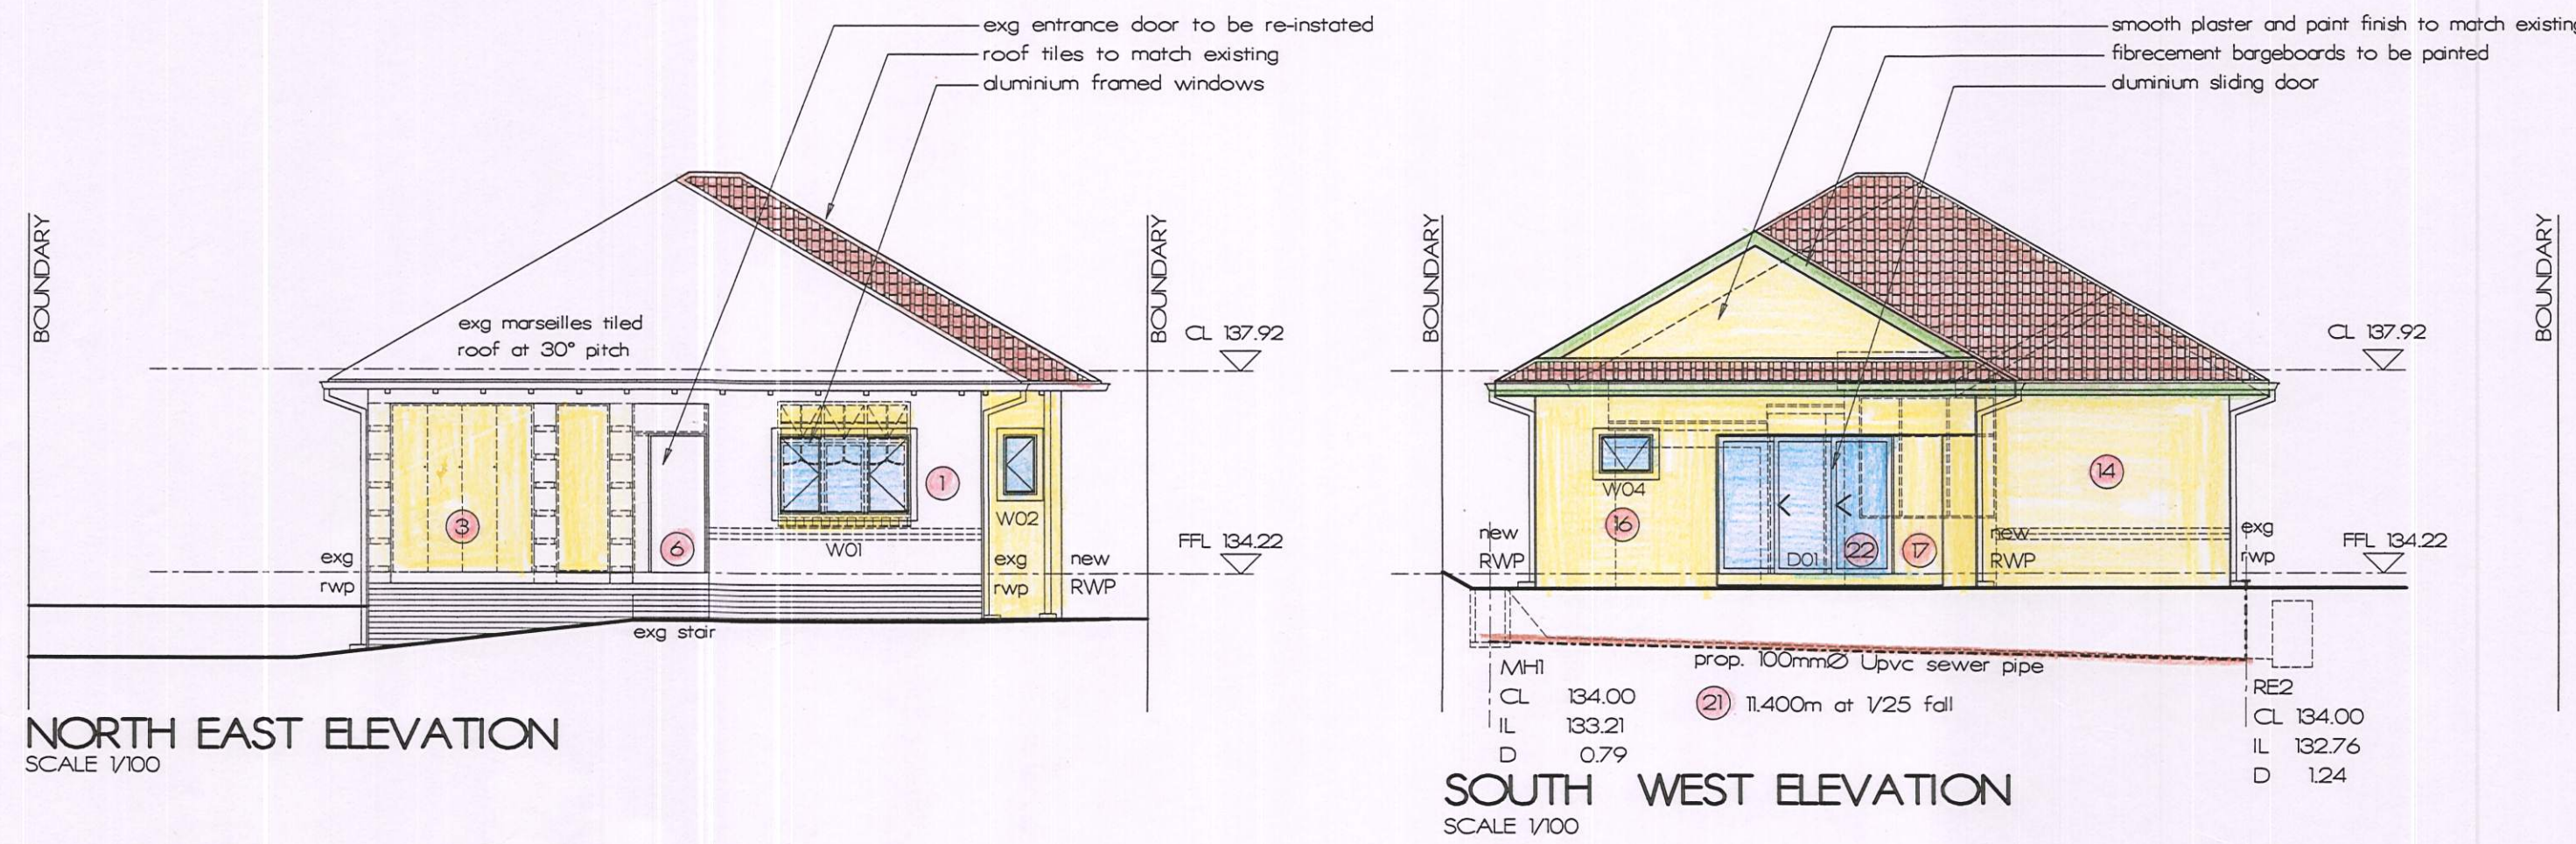 exg entrance door to be re-instated
roof tiles to match existing
aluminium framed windows
BOUNDARY
exg marseilles tiled
roof at 30° pitch
BOUNDARY
CL 137.92
1
3
6
W02
W01
exg
rwp
exg
rwp
new
RWP
FFL 134.22
exg stair
NORTH EAST ELEVATION
SCALE 1/100
smooth plaster and paint finish to match existing
fibrecement bargeboards to be painted
aluminium sliding door
BOUNDARY
BOUNDARY
CL 137.92
14
W04
16
new
RWP
D01
22
17
new
RWP
exg
rwp
FFL 134.22
prop. 100mmØ Upvc sewer pipe
21 11.400m at 1/25 fall
MH1
CL 134.00
IL 133.21
D 0.79
RE2
CL 134.00
IL 132.76
D 1.24
SOUTH WEST ELEVATION
SCALE 1/100